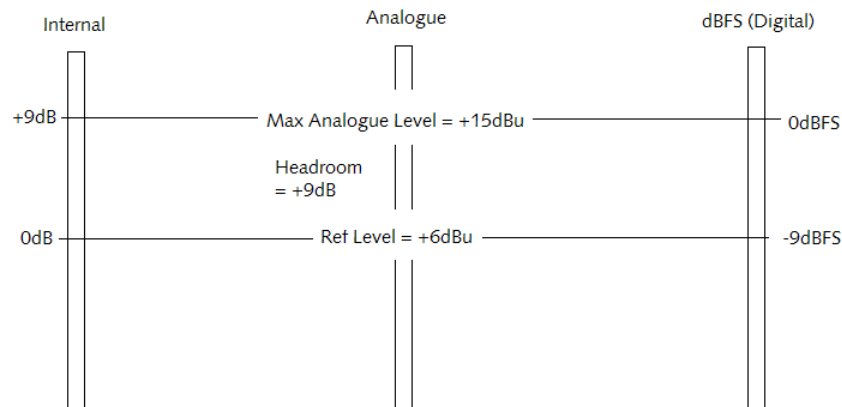 Internal
Analogue
dBFS (Digital)
+9dB
Max Analogue Level = +15dBu
0dBFS
Headroom
= +9dB
0dB
Ref Level = +6dBu
-9dBFS